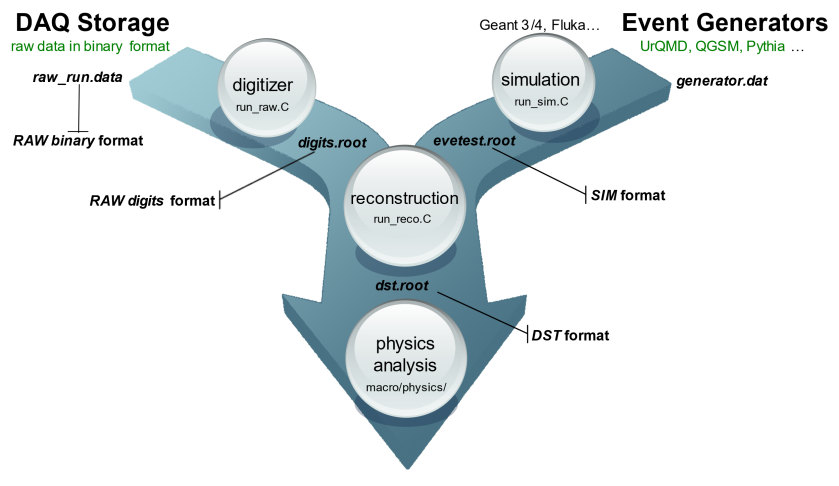 DAQ Storage
raw data in binary format
raw_run.data
RAW binary format
digitizer
run_raw.C
digits.root
RAW digits format
Geant 3/4, Fluka…
Event Generators
UrQMD, QGSM, Pythia …
simulation
run_sim.C
generator.dat
evetest.root
SIM format
reconstruction
run_reco.C
dst.root
DST format
physics
analysis
macro/physics/